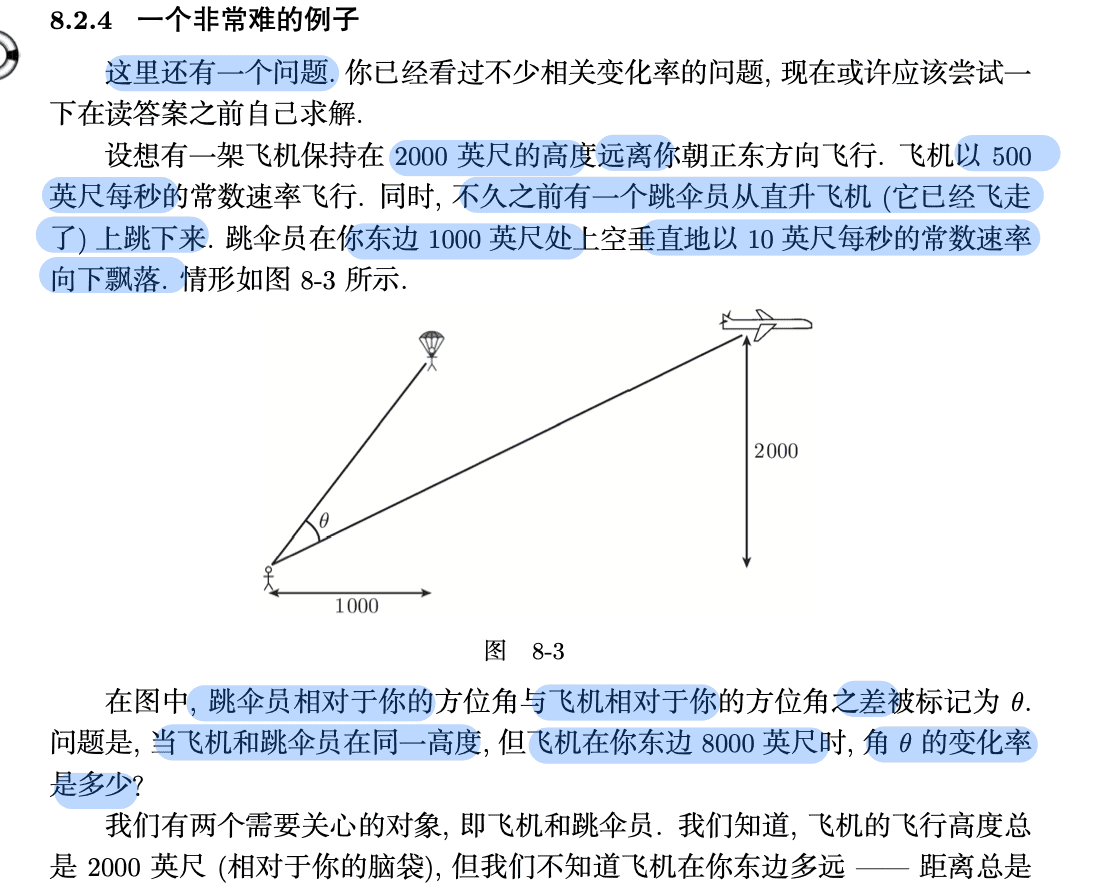 8.2.4 一个非常难的例子
这里还有一个问题. 你已经看过不少相关变化率的问题, 现在或许应该尝试一
下在读答案之前自己求解.
设想有一架飞机保持在 2000 英尺的高度远离你朝正东方向飞行. 飞机以 500
英尺每秒的常数速率飞行. 同时, 不久之前有一个跳伞员从直升飞机 (它已经飞走
了) 上跳下来. 跳伞员在你东边 1000 英尺处上空垂直地以 10 英尺每秒的常数速率
向下飘落. 情形如图 8-3 所示.
2000
θ
1000
图 8-3
在图中, 跳伞员相对于你的方位角与飞机相对于你的方位角之差被标记为 θ.
问题是, 当飞机和跳伞员在同一高度, 但飞机在你东边 8000 英尺时, 角 θ 的变化率
是多少?
我们有两个需要关心的对象, 即飞机和跳伞员. 我们知道, 飞机的飞行高度总
是 2000 英尺 (相对于你的脑袋), 但我们不知道飞机在你东边多远 —— 距离总是